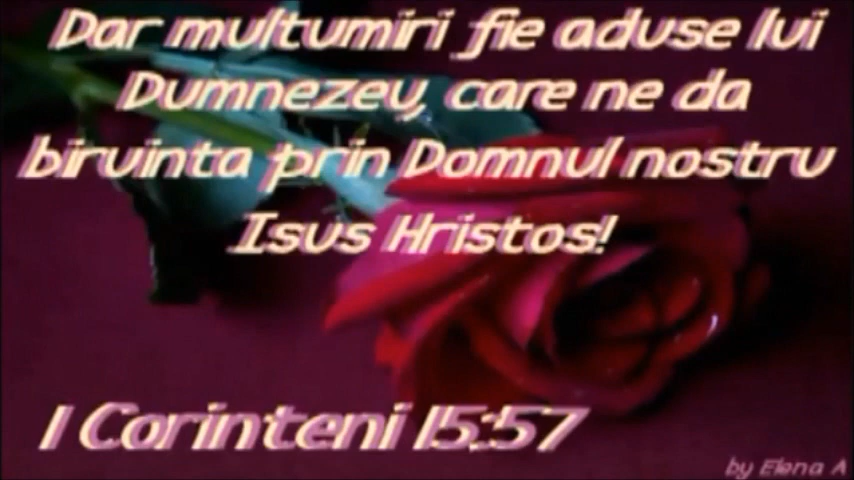 Dar multumiri fie aduse lui
Dumnezeu, care ne da
biruinta prin Domnul nostru
Isus Hristos!
1 Corinteni 15:57
by Elena A